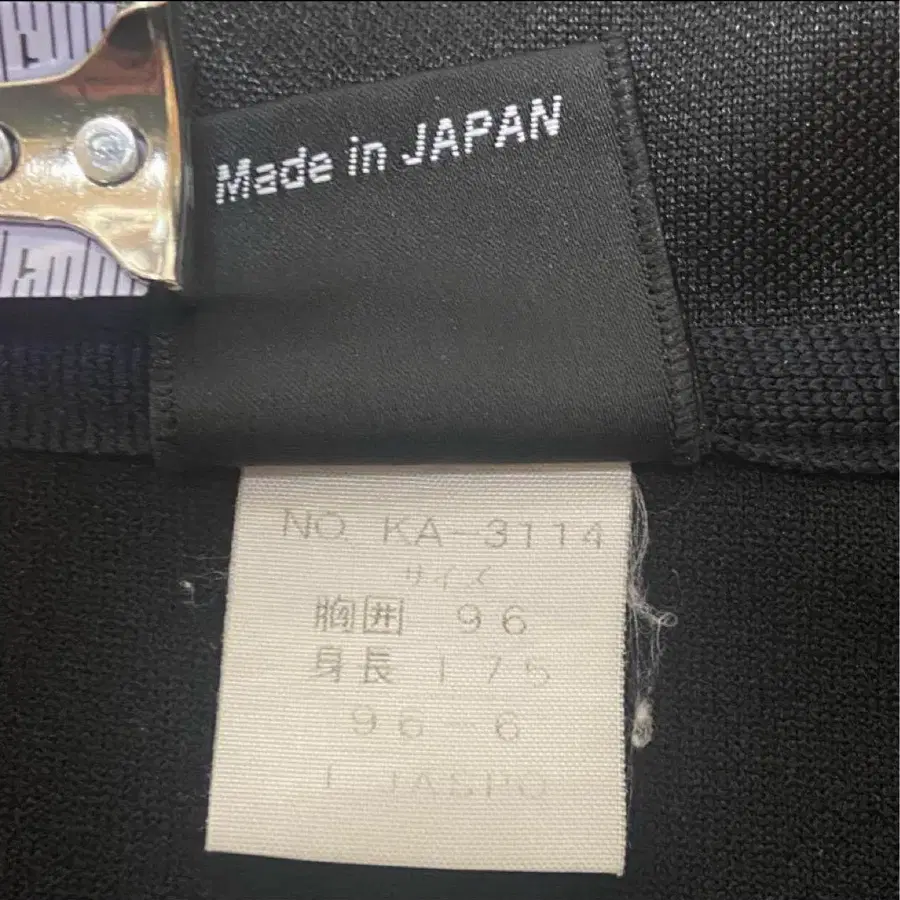 Made in JAPAN
NO. KA-3114
サイズ
胸囲 96
身長 175
96-6
L JASPO